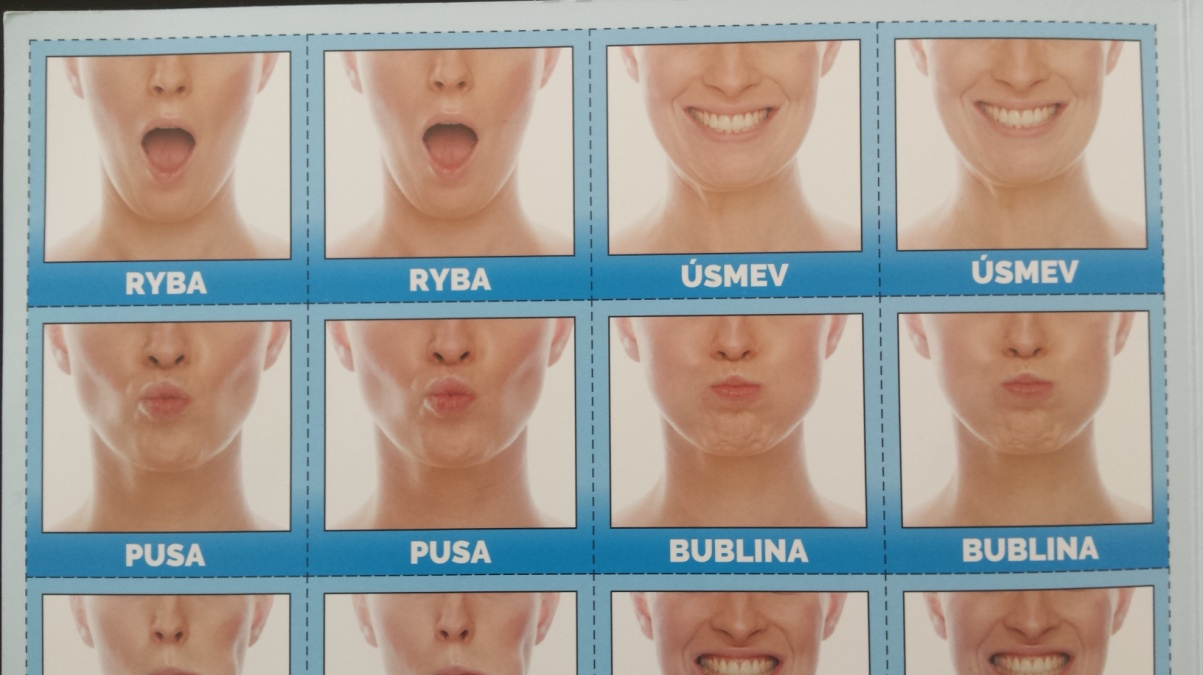 RYBA
RYBA
ÚSMEV
ÚSMEV
PUSA
PUSA
BUBLINA
BUBLINA